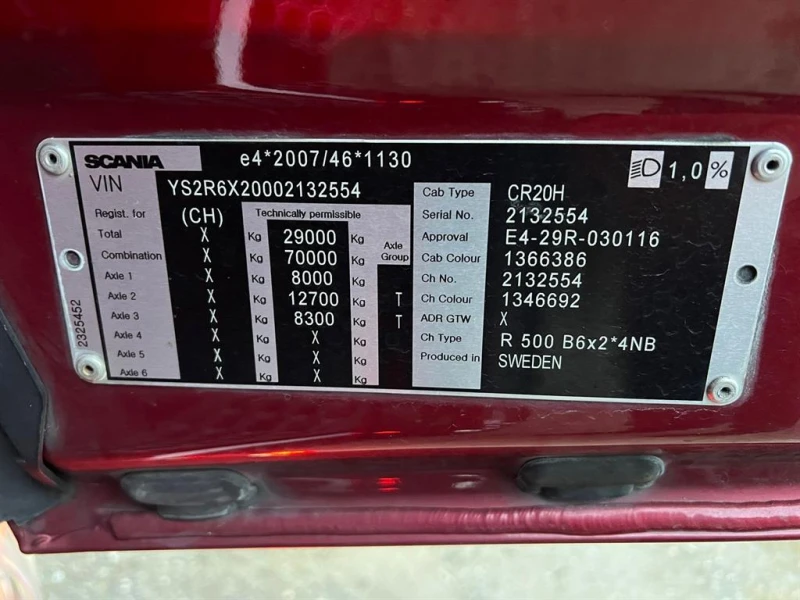 SCANIA e4*2007/46*1130 1,0 %
VIN YS2R6X20002132554
Regist. for (CH) Technically permissible
Total X Kg 29000 Kg Axle Group
Combination X Kg 70000 Kg
Axle 1 X Kg 8000 Kg
Axle 2 X Kg 12700 Kg T
Axle 3 X Kg 8300 Kg T
Axle 4 X Kg X Kg
Axle 5 X Kg X Kg
Axle 6 X Kg X Kg
Cab Type CR20H
Serial No. 2132554
Approval E4-29R-030116
Cab Colour 1366386
Ch No. 2132554
Ch Colour 1346692
ADR GTW X
Ch Type R 500 B6x2*4NB
Produced in SWEDEN
2325452